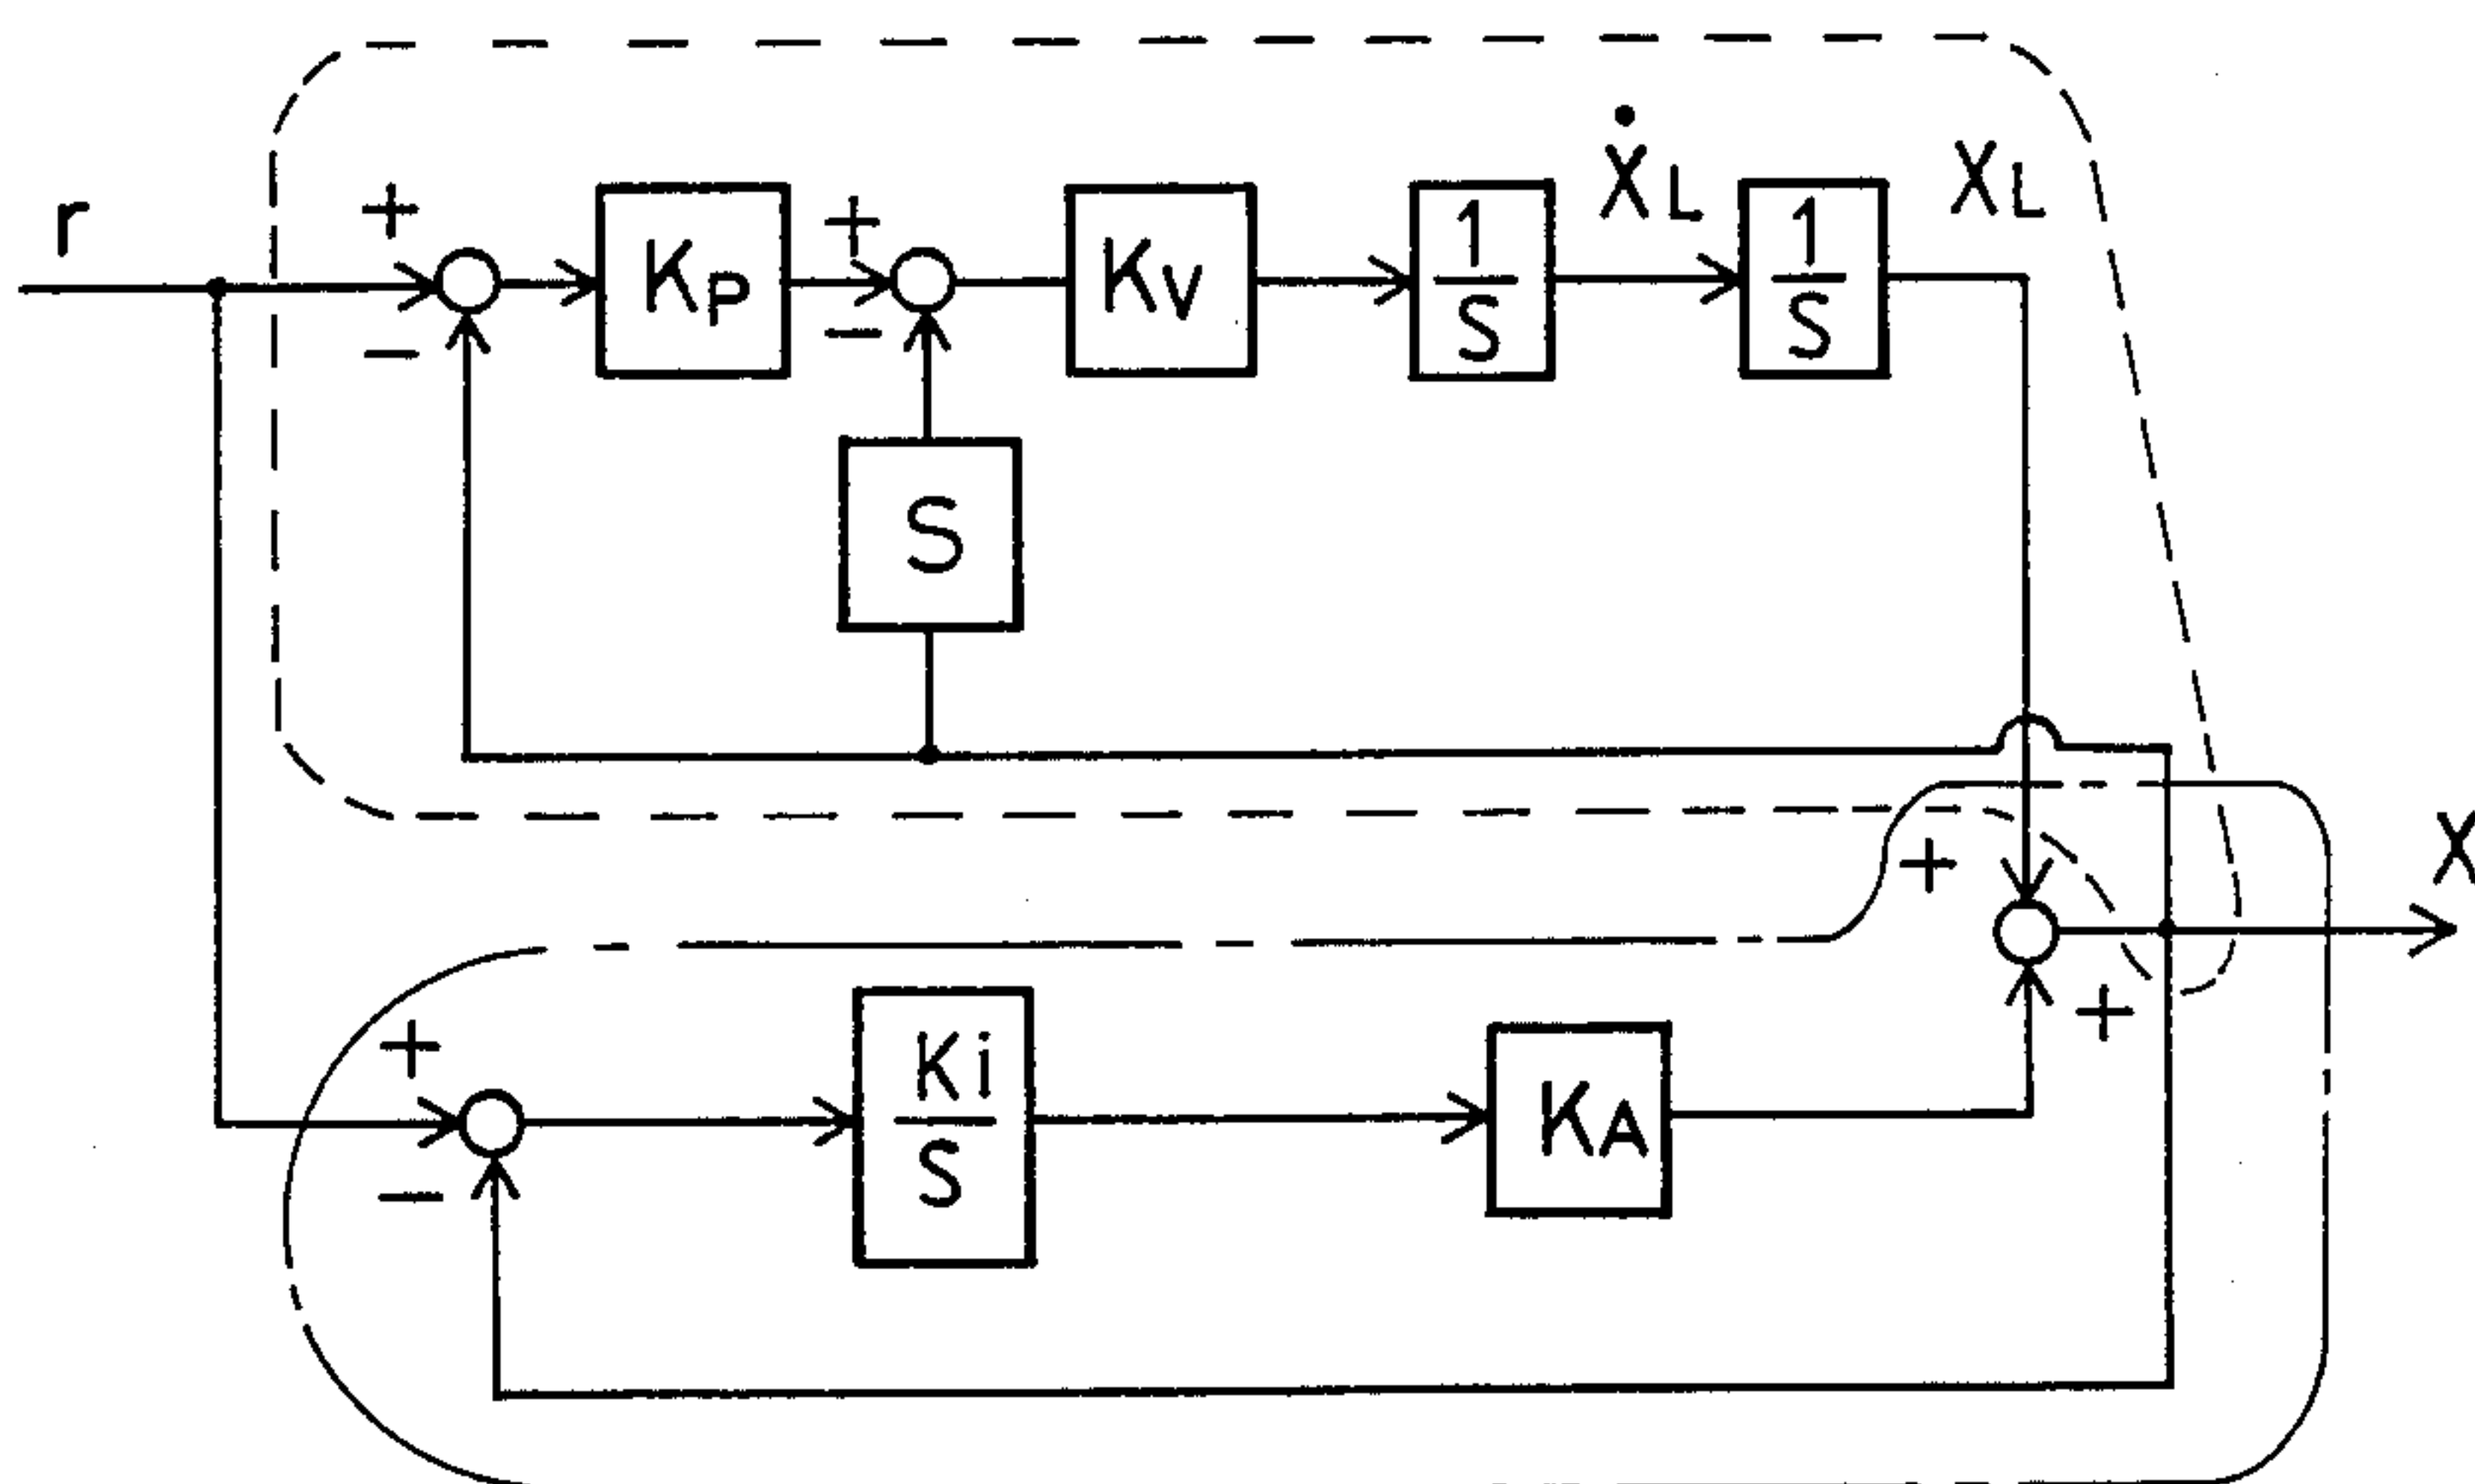 r
+
−
KP
+
−
KV
1
S
ẊL
1
S
XL
S
+
X
+
+
−
Ki
S
KA